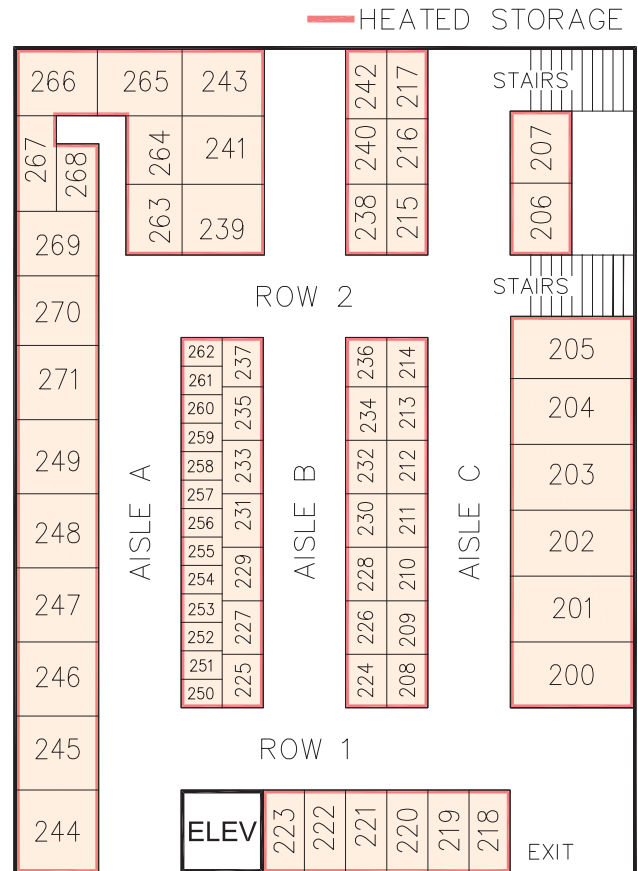 HEATED STORAGE
266 265 243 242 217 STAIRS
267 268 264 241 240 216 207
263 239 238 215 206
269
270 ROW 2 STAIRS
262 237 236 214 205
271 261
260 235 234 213 204
259
249 258 233 232 212 203
257
248 256 231 230 211 202
AISLE A AISLE B AISLE C
255
254 229 228 210
247 253 227 226 209 201
252
246 251 225 224 208 200
250
245 ROW 1
244 ELEV 223 222 221 220 219 218 EXIT